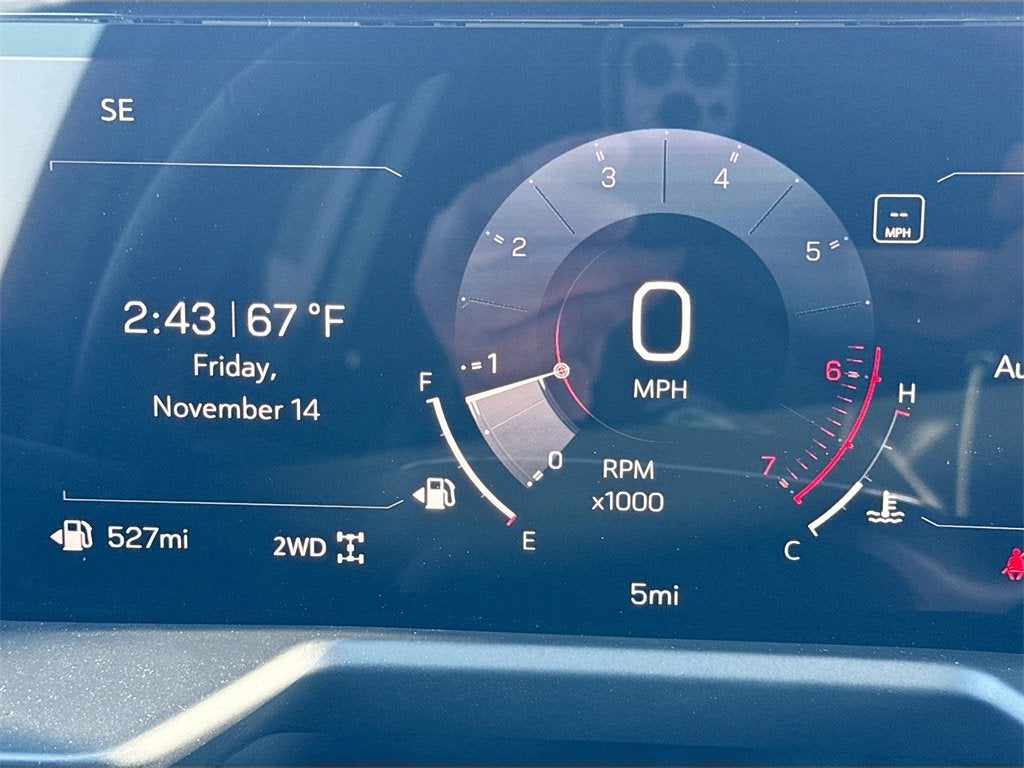 SE
2:43 | 67 °F
Friday,
November 14
527mi
2WD
F
E
0
1
2
3
4
5
6
7
0
MPH
RPM
x1000
5mi
--
MPH
H
C
Au